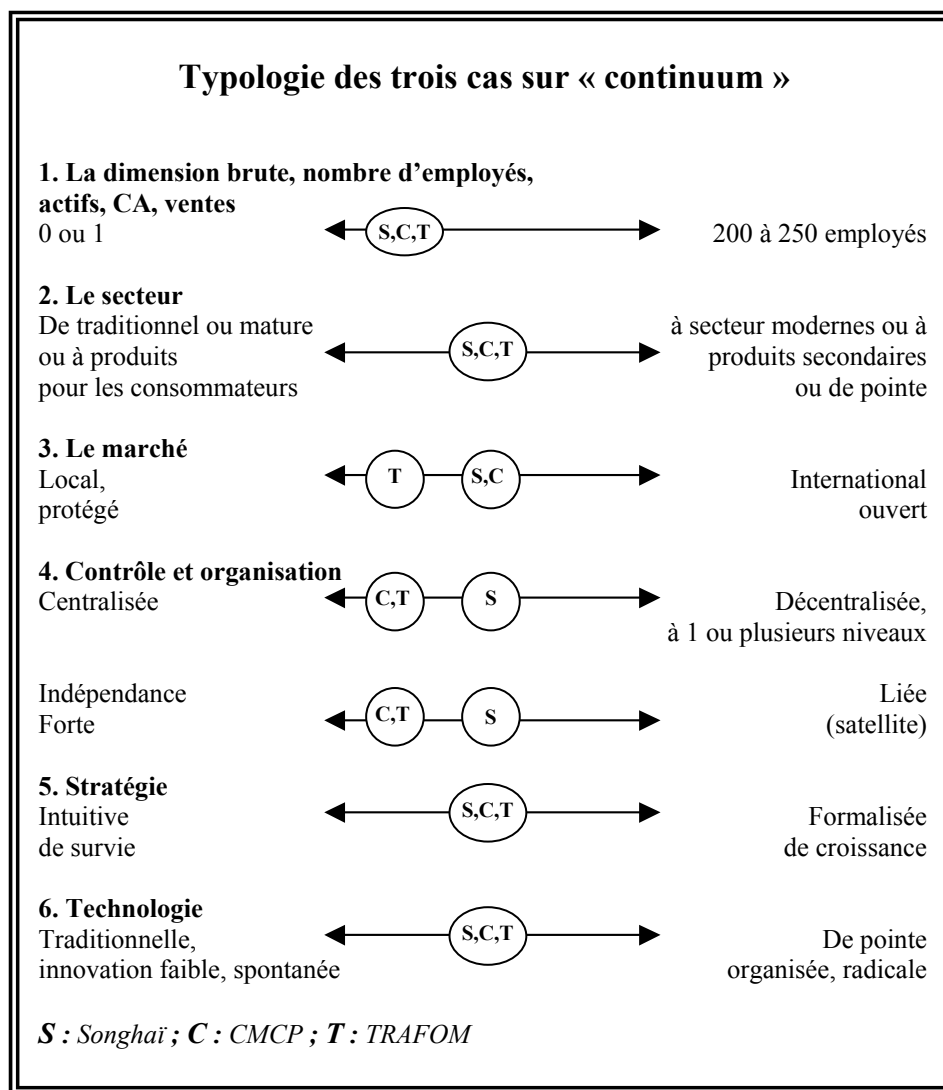 Typologie des trois cas sur « continuum »
1. La dimension brute, nombre d'employés,
actifs, CA, ventes
0 ou 1 S,C,T 200 à 250 employés
2. Le secteur
De traditionnel ou mature à secteur modernes ou à
ou à produits S,C,T produits secondaires
pour les consommateurs ou de pointe
3. Le marché
Local, T S,C International
protégé ouvert
4. Contrôle et organisation
Centralisée C,T S Décentralisée,
à 1 ou plusieurs niveaux
Indépendance Liée
Forte C,T S (satellite)
5. Stratégie
Intuitive S,C,T Formalisée
de survie de croissance
6. Technologie
Traditionnelle, S,C,T De pointe
innovation faible, spontanée organisée, radicale
S : Songhaï ; C : CMCP ; T : TRAFOM